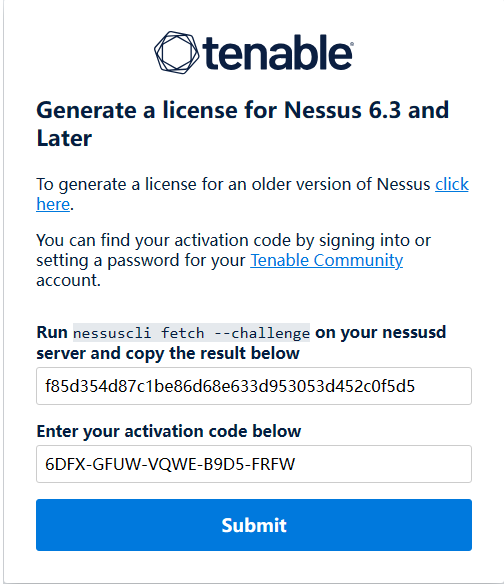 tenable
Generate a license for Nessus 6.3 and
Later
To generate a license for an older version of Nessus click
here.
You can find your activation code by signing into or
setting a password for your Tenable Community
account.
Run nessuscli fetch --challenge on your nessusd
server and copy the result below
f85d354d87c1be86d68e633d953053d452c0f5d5
Enter your activation code below
6DFX-GFUW-VQWE-B9D5-FRFW
Submit